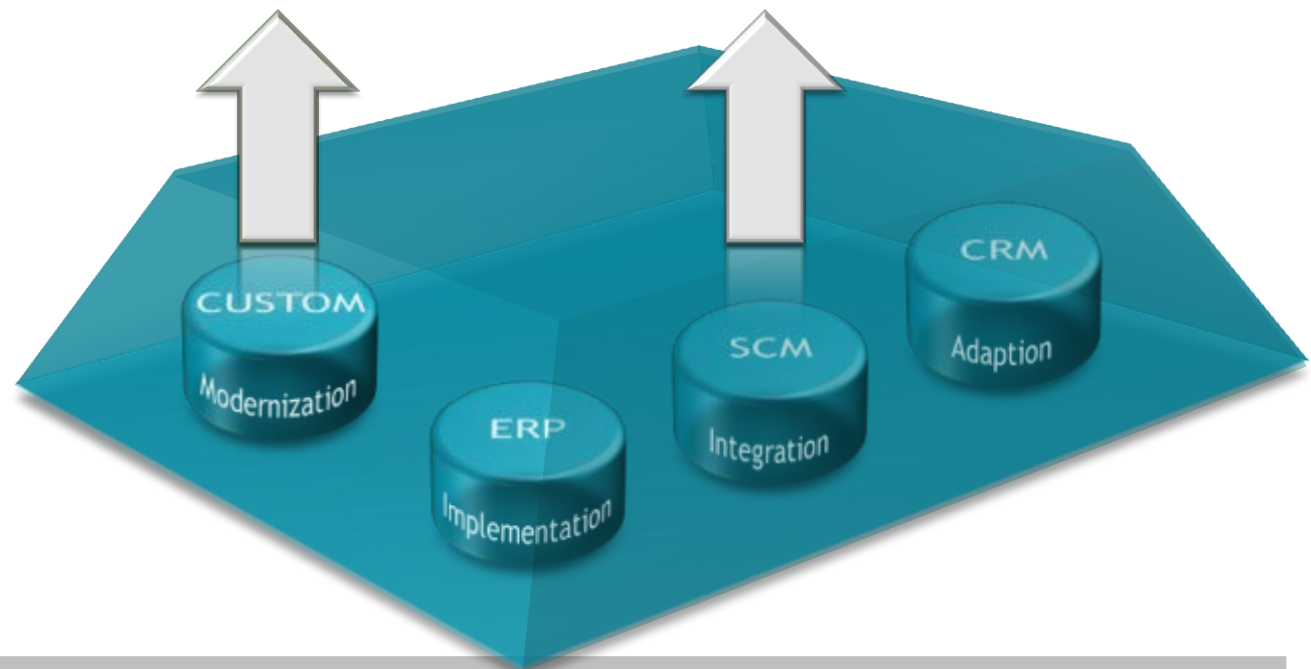 CUSTOM
Modernization
ERP
Implementation
SCM
Integration
CRM
Adaption